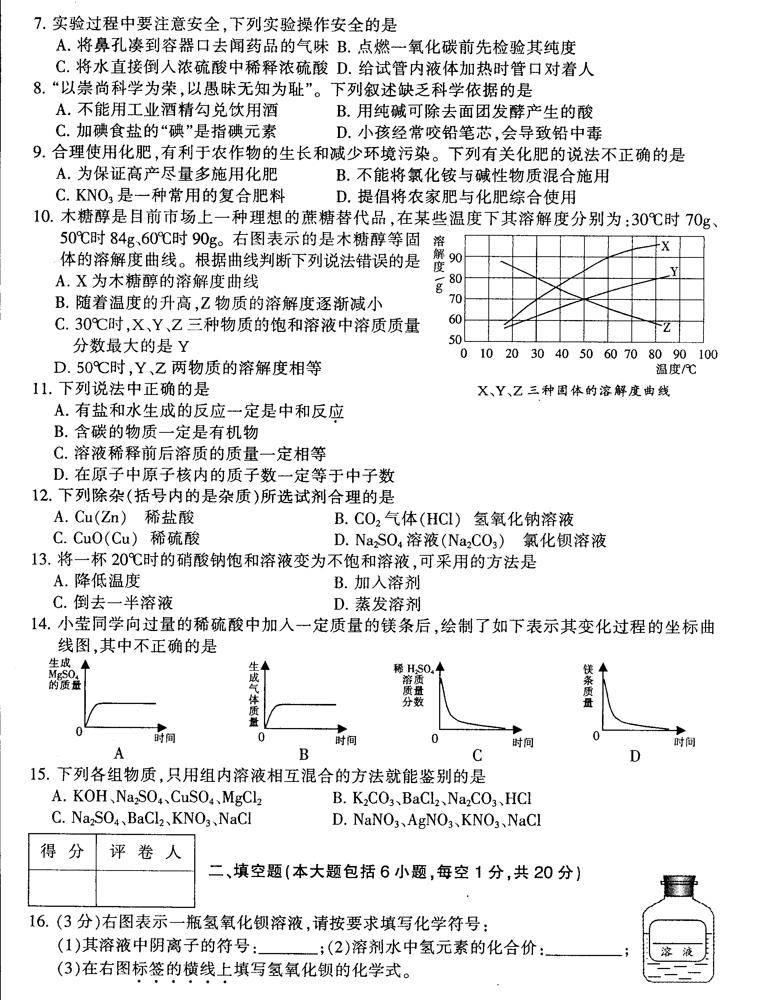 7. 实验过程中要注意安全,下列实验操作安全的是
A. 将鼻孔凑到容器口去闻药品的气味 B. 点燃一氧化碳前先检验其纯度
C. 将水直接倒入浓硫酸中稀释浓硫酸 D. 给试管内液体加热时管口对着人
8. “以崇尚科学为荣,以愚昧无知为耻”。下列叙述缺乏科学依据的是
A. 不能用工业酒精勾兑饮用酒 B. 用纯碱可除去面团发酵产生的酸
C. 加碘食盐的“碘”是指碘元素 D. 小孩经常咬铅笔芯,会导致铅中毒
9. 合理使用化肥,有利于农作物的生长和减少环境污染。下列有关化肥的说法不正确的是
A. 为保证高产尽量多施用化肥 B. 不能将氯化铵与碱性物质混合施用
C. KNO₃ 是一种常用的复合肥料 D. 提倡将农家肥与化肥综合使用
10. 木糖醇是目前市场上一种理想的蔗糖替代品,在某些温度下其溶解度分别为:30℃时 70g、
50℃时 84g、60℃时 90g。右图表示的是木糖醇等固
体的溶解度曲线。根据曲线判断下列说法错误的是
A. X 为木糖醇的溶解度曲线
B. 随着温度的升高,Z 物质的溶解度逐渐减小
C. 30℃时,X、Y、Z 三种物质的饱和溶液中溶质质量
分数最大的是 Y
D. 50℃时,Y、Z 两物质的溶解度相等
溶解度/g
90
80
70
60
50
X
Y
Z
0 10 20 30 40 50 60 70 80 90 100
温度/℃
X、Y、Z 三种固体的溶解度曲线
11. 下列说法中正确的是
A. 有盐和水生成的反应一定是中和反应
B. 含碳的物质一定是有机物
C. 溶液稀释前后溶质的质量一定相等
D. 在原子中原子核内的质子数一定等于中子数
12. 下列除杂(括号内的是杂质)所选试剂合理的是
A. Cu(Zn) 稀盐酸 B. CO₂ 气体(HCl) 氢氧化钠溶液
C. CuO(Cu) 稀硫酸 D. Na₂SO₄ 溶液(Na₂CO₃) 氯化钡溶液
13. 将一杯 20℃时的硝酸钠饱和溶液变为不饱和溶液,可采用的方法是
A. 降低温度 B. 加入溶剂
C. 倒去一半溶液 D. 蒸发溶剂
14. 小莹同学向过量的稀硫酸中加入一定质量的镁条后,绘制了如下表示其变化过程的坐标曲
线图,其中不正确的是
生成
MgSO₄
的质量
0
时间
A
生成气体质量
0
时间
B
稀 H₂SO₄
溶质
质量
分数
0
时间
C
镁条质量
0
时间
D
15. 下列各组物质,只用组内溶液相互混合的方法就能鉴别的是
A. KOH、Na₂SO₄、CuSO₄、MgCl₂ B. K₂CO₃、BaCl₂、Na₂CO₃、HCl
C. Na₂SO₄、BaCl₂、KNO₃、NaCl D. NaNO₃、AgNO₃、KNO₃、NaCl
得 分 评 卷 人
二、填空题(本大题包括 6 小题,每空 1 分,共 20 分)
16. (3 分)右图表示一瓶氢氧化钡溶液,请按要求填写化学符号:
(1)其溶液中阴离子的符号:_______;(2)溶剂水中氢元素的化合价:_________;
(3)在右图标签的横线上填写氢氧化钡的化学式。
溶 液